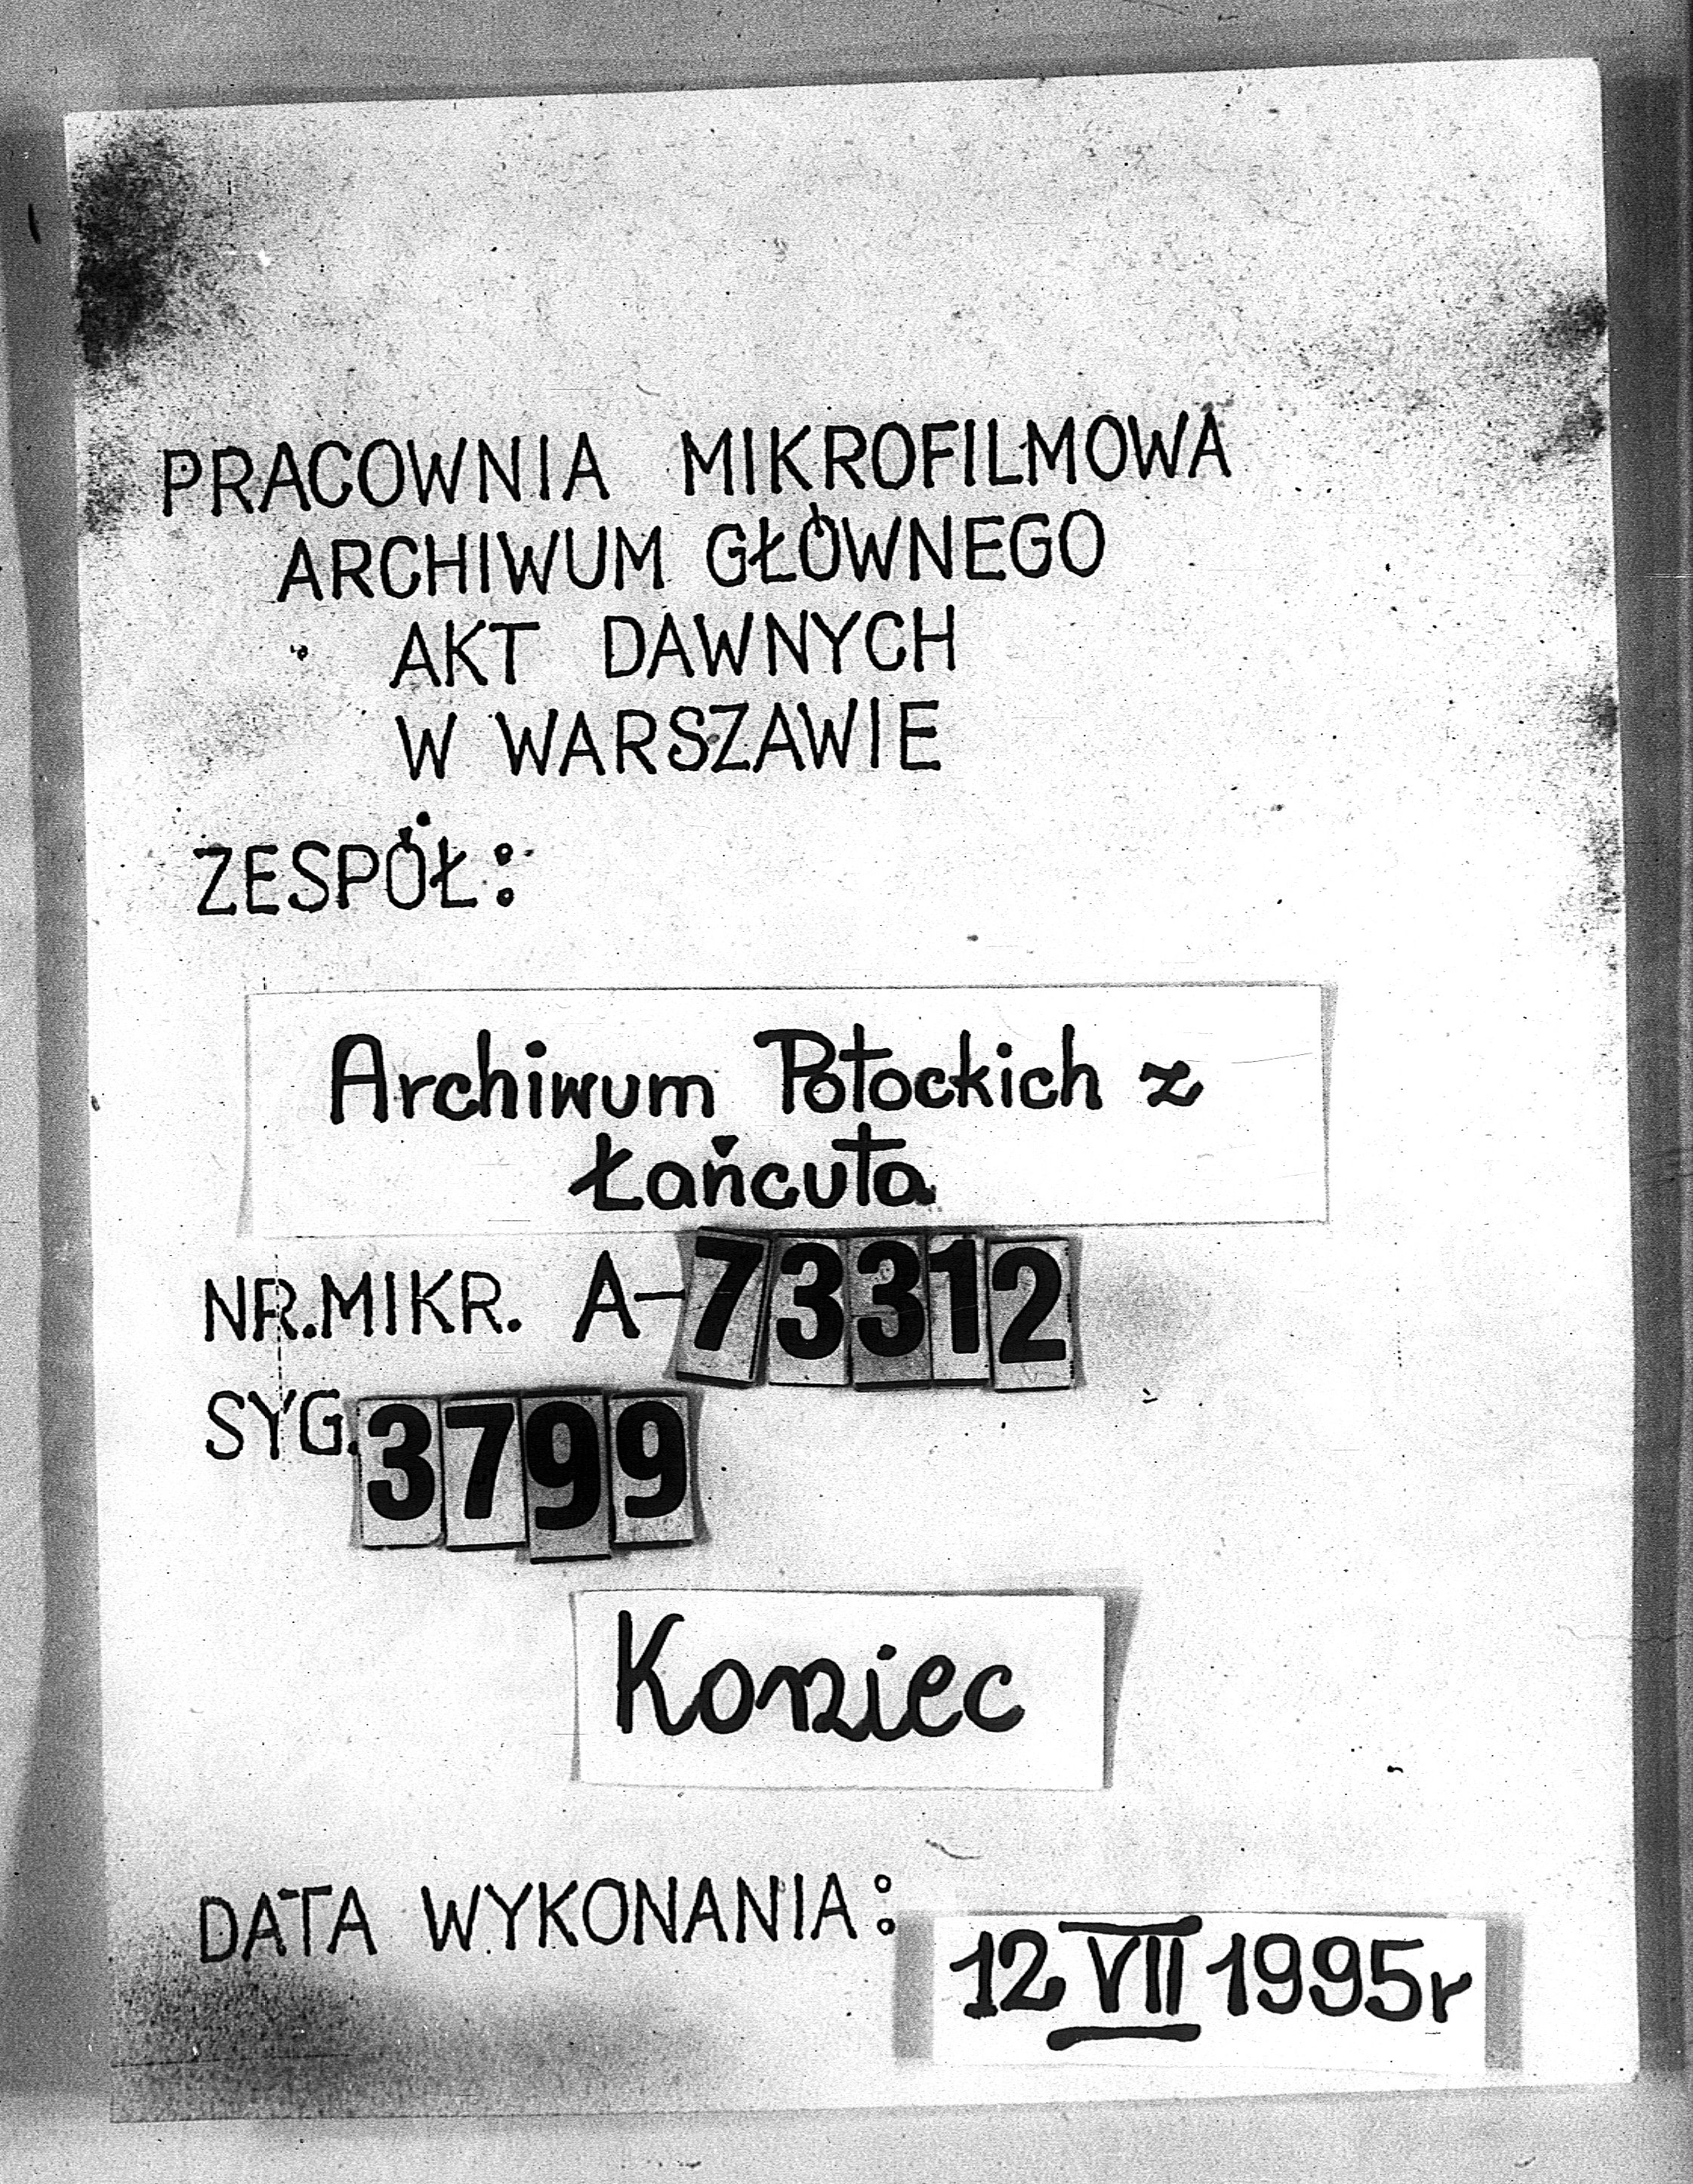 PRACOWNIA MIKROFILMOWA
ARCHIWUM GŁÓWNEGO
AKT DAWNYCH
W WARSZAWIE
ZESPÓŁ:
Archiwum Potockich z
Łańcuta
NR.MIKR. A-73312
SYG.3799
Koniec
DATA WYKONANIA:
12 VII 1995r